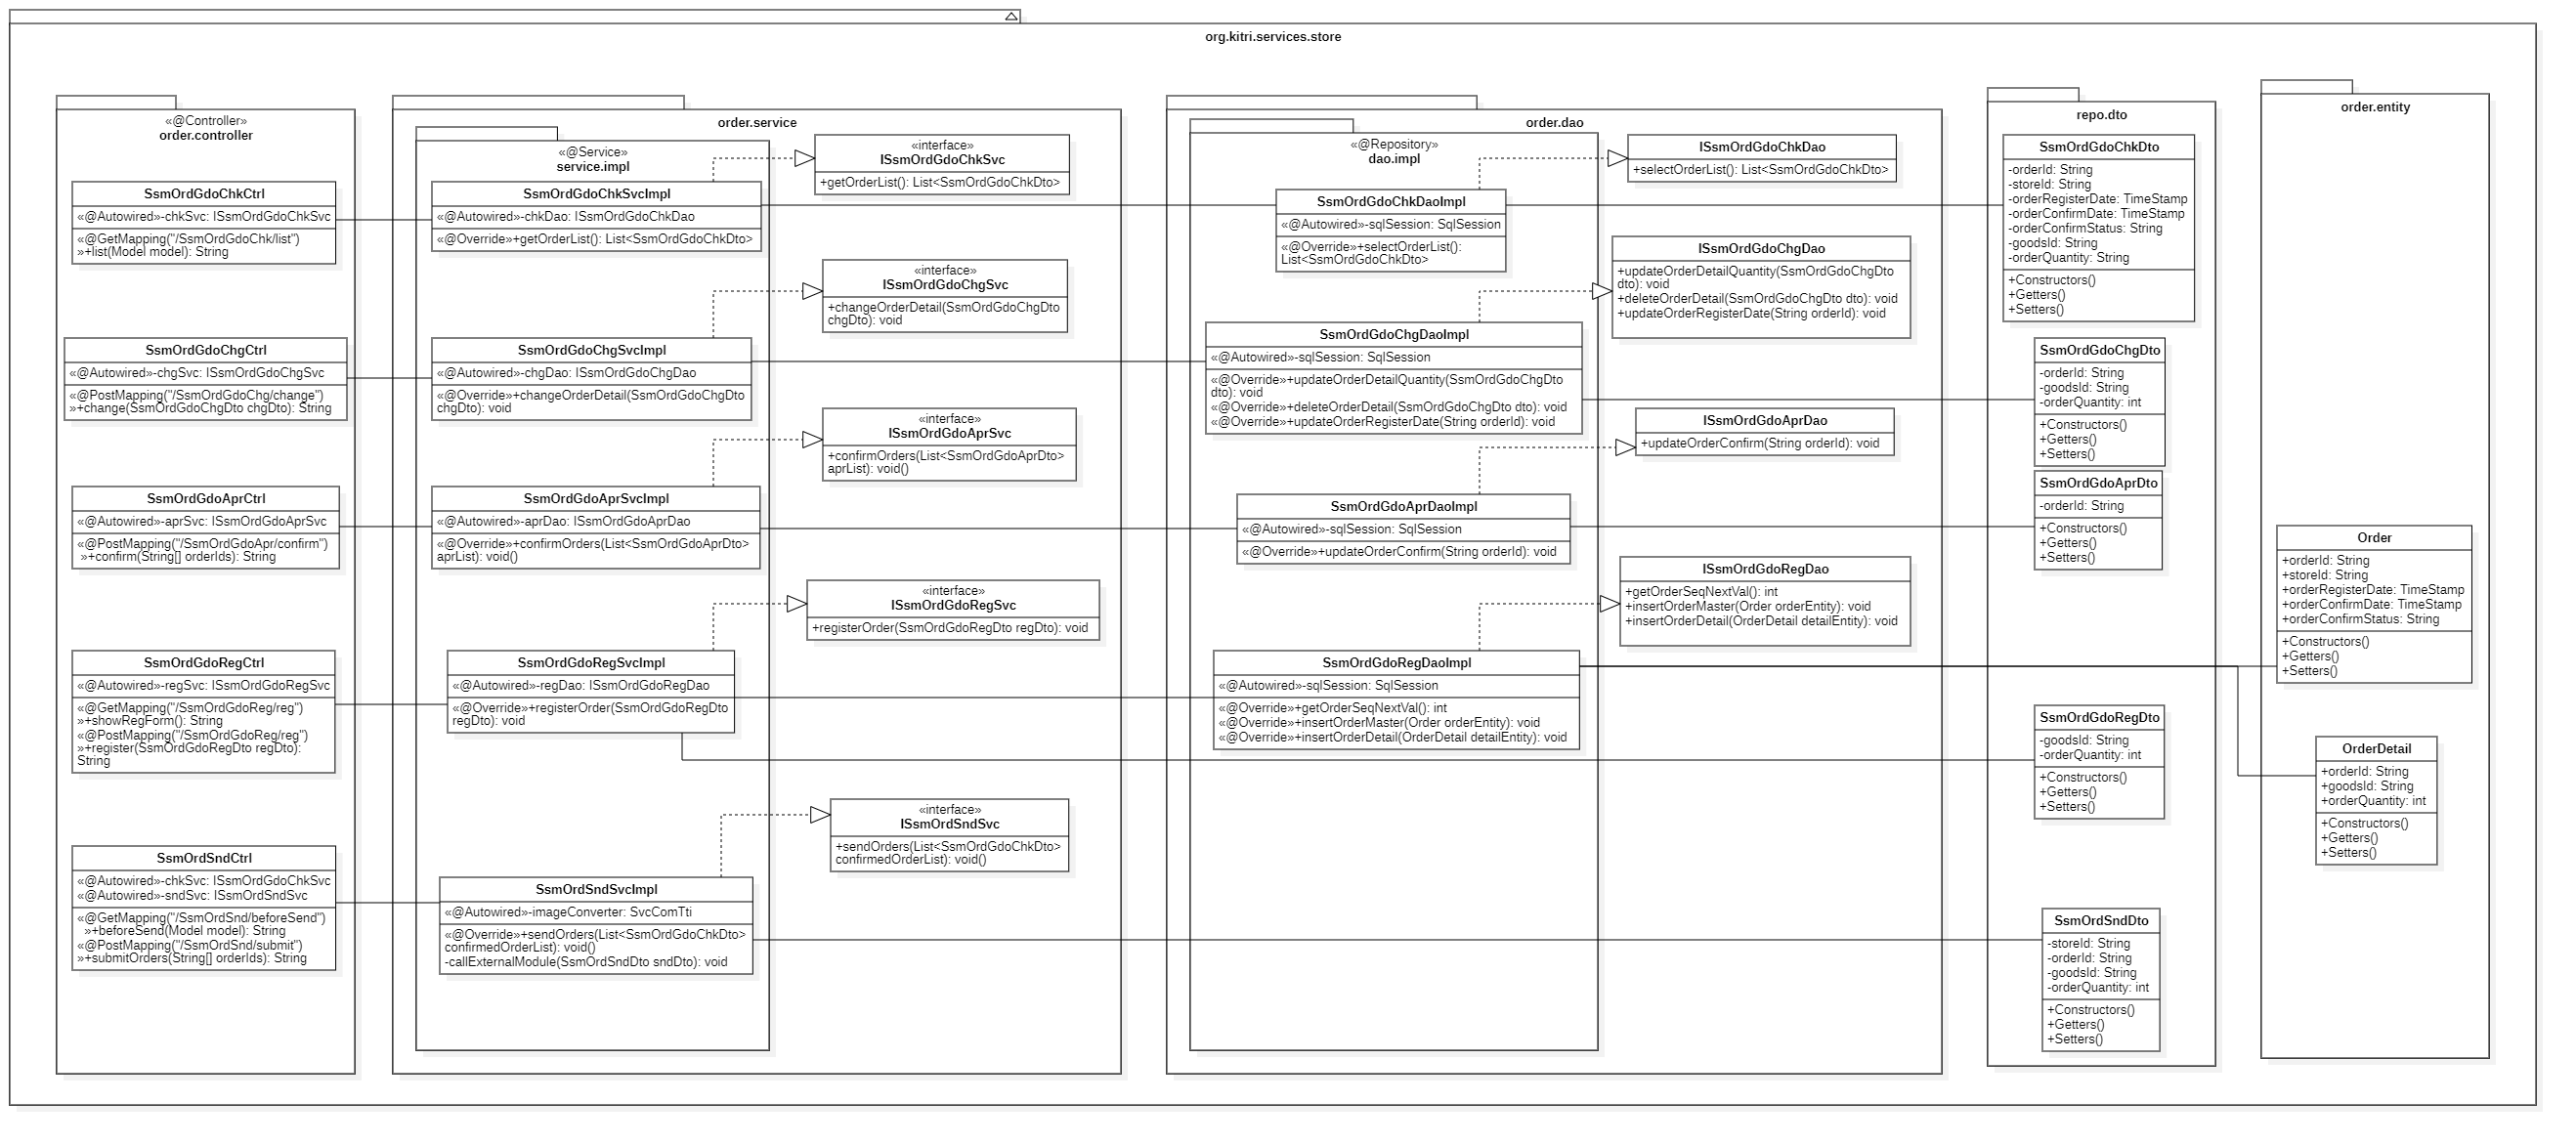 org.kitri.services.store
«@Controller»
order.controller
SsmOrdGdoChkCtrl
«@Autowired»-chkSvc: ISsmOrdGdoChkSvc
«@GetMapping("/SsmOrdGdoChk/list")
»+list(Model model): String
SsmOrdGdoChgCtrl
«@Autowired»-chgSvc: ISsmOrdGdoChgSvc
«@PostMapping("/SsmOrdGdoChg/change")
»+change(SsmOrdGdoChgDto chgDto): String
SsmOrdGdoAprCtrl
«@Autowired»-aprSvc: ISsmOrdGdoAprSvc
«@PostMapping("/SsmOrdGdoApr/confirm")
»+confirm(String[] orderIds): String
SsmOrdGdoRegCtrl
«@Autowired»-regSvc: ISsmOrdGdoRegSvc
«@GetMapping("/SsmOrdGdoReg/reg")
»+showRegForm(): String
«@PostMapping("/SsmOrdGdoReg/reg")
»+register(SsmOrdGdoRegDto regDto):
String
SsmOrdSndCtrl
«@Autowired»-chkSvc: ISsmOrdGdoChkSvc
«@Autowired»-sndSvc: ISsmOrdSndSvc
«@GetMapping("/SsmOrdSnd/beforeSend")
»+beforeSend(Model model): String
«@PostMapping("/SsmOrdSnd/submit")
»+submitOrders(String[] orderIds): String
order.service
«@Service»
service.impl
SsmOrdGdoChkSvcImpl
«@Autowired»-chkDao: ISsmOrdGdoChkDao
«@Override»+getOrderList(): List<SsmOrdGdoChkDto>
SsmOrdGdoChgSvcImpl
«@Autowired»-chgDao: ISsmOrdGdoChgDao
«@Override»+changeOrderDetail(SsmOrdGdoChgDto
chgDto): void
SsmOrdGdoAprSvcImpl
«@Autowired»-aprDao: ISsmOrdGdoAprDao
«@Override»+confirmOrders(List<SsmOrdGdoAprDto>
aprList): void()
SsmOrdGdoRegSvcImpl
«@Autowired»-regDao: ISsmOrdGdoRegDao
«@Override»+registerOrder(SsmOrdGdoRegDto
regDto): void
SsmOrdSndSvcImpl
«@Autowired»-imageConverter: SvcComTti
«@Override»+sendOrders(List<SsmOrdGdoChkDto>
confirmedOrderList): void()
-callExternalModule(SsmOrdSndDto sndDto): void
«interface»
ISsmOrdGdoChkSvc
+getOrderList(): List<SsmOrdGdoChkDto>
«interface»
ISsmOrdGdoChgSvc
+changeOrderDetail(SsmOrdGdoChgDto
chgDto): void
«interface»
ISsmOrdGdoAprSvc
+confirmOrders(List<SsmOrdGdoAprDto>
aprList): void()
«interface»
ISsmOrdGdoRegSvc
+registerOrder(SsmOrdGdoRegDto regDto): void
«interface»
ISsmOrdSndSvc
+sendOrders(List<SsmOrdGdoChkDto>
confirmedOrderList): void()
order.dao
«@Repository»
dao.impl
SsmOrdGdoChkDaoImpl
«@Autowired»-sqlSession: SqlSession
«@Override»+selectOrderList():
List<SsmOrdGdoChkDto>
SsmOrdGdoChgDaoImpl
«@Autowired»-sqlSession: SqlSession
«@Override»+updateOrderDetailQuantity(SsmOrdGdoChgDto
dto): void
«@Override»+deleteOrderDetail(SsmOrdGdoChgDto dto): void
«@Override»+updateOrderRegisterDate(String orderId): void
SsmOrdGdoAprDaoImpl
«@Autowired»-sqlSession: SqlSession
«@Override»+updateOrderConfirm(String orderId): void
SsmOrdGdoRegDaoImpl
«@Autowired»-sqlSession: SqlSession
«@Override»+getOrderSeqNextVal(): int
«@Override»+insertOrderMaster(Order orderEntity): void
«@Override»+insertOrderDetail(OrderDetail detailEntity): void
ISsmOrdGdoChkDao
+selectOrderList(): List<SsmOrdGdoChkDto>
ISsmOrdGdoChgDao
+updateOrderDetailQuantity(SsmOrdGdoChgDto
dto): void
+deleteOrderDetail(SsmOrdGdoChgDto dto): void
+updateOrderRegisterDate(String orderId): void
ISsmOrdGdoAprDao
+updateOrderConfirm(String orderId): void
ISsmOrdGdoRegDao
+getOrderSeqNextVal(): int
+insertOrderMaster(Order orderEntity): void
+insertOrderDetail(OrderDetail detailEntity): void
repo.dto
SsmOrdGdoChkDto
-orderId: String
-storeId: String
-orderRegisterDate: TimeStamp
-orderConfirmDate: TimeStamp
-orderConfirmStatus: String
-goodsId: String
-orderQuantity: String
+Constructors()
+Getters()
+Setters()
SsmOrdGdoChgDto
-orderId: String
-goodsId: String
-orderQuantity: int
+Constructors()
+Getters()
+Setters()
SsmOrdGdoAprDto
-orderId: String
+Constructors()
+Getters()
+Setters()
SsmOrdGdoRegDto
-goodsId: String
-orderQuantity: int
+Constructors()
+Getters()
+Setters()
SsmOrdSndDto
-storeId: String
-orderId: String
-goodsId: String
-orderQuantity: int
+Constructors()
+Getters()
+Setters()
order.entity
Order
+orderId: String
+storeId: String
+orderRegisterDate: TimeStamp
+orderConfirmDate: TimeStamp
+orderConfirmStatus: String
+Constructors()
+Getters()
+Setters()
OrderDetail
+orderId: String
+goodsId: String
+orderQuantity: int
+Constructors()
+Getters()
+Setters()